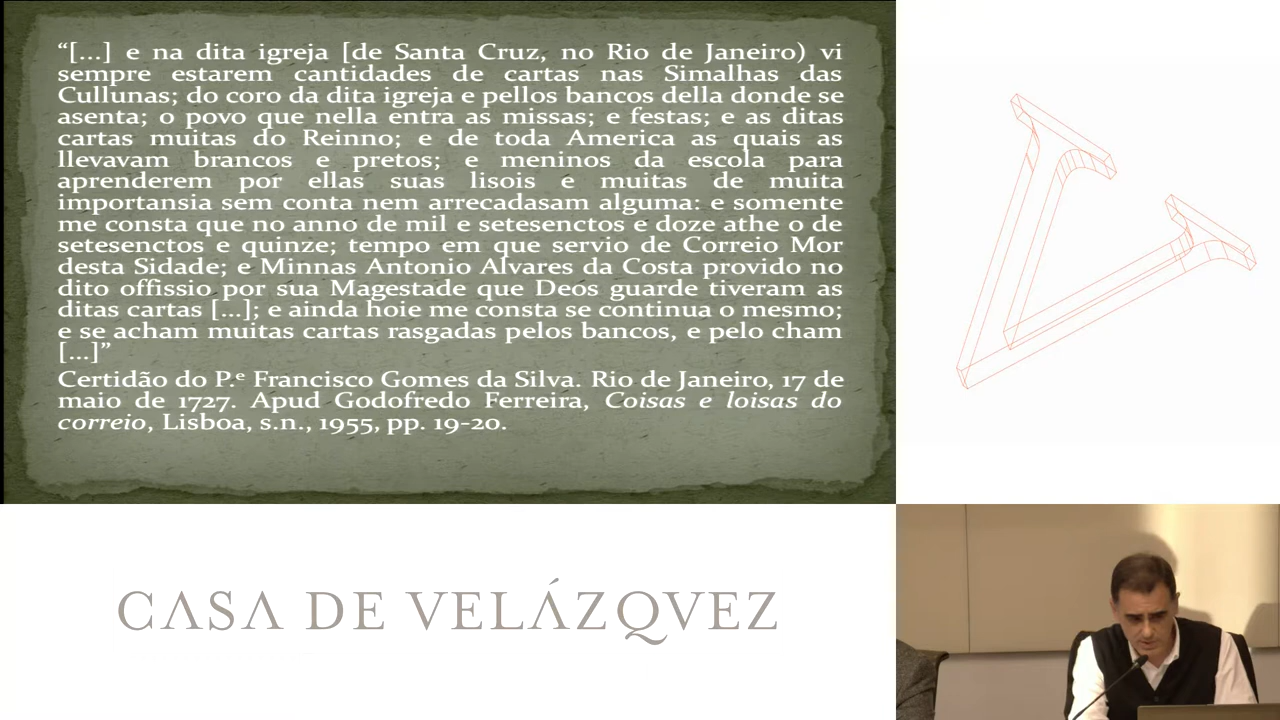 “[...] e na dita igreja [de Santa Cruz, no Rio de Janeiro) vi
sempre estarem cantidades de cartas nas Simalhas das
Cullunas; do coro da dita igreja e pellos bancos della donde se
asenta; o povo que nella entra as missas; e festas; e as ditas
cartas muitas do Reinno; e de toda America as quais as
llevavam brancos e pretos; e meninos da escola para
aprenderem por ellas suas lisois e muitas de muita
importansia sem conta nem arrecadasam alguma: e somente
me consta que no anno de mil e setesenctos e doze athe o de
setesenctos e quinze; tempo em que servio de Correio Mor
desta Sidade; e Minnas Antonio Alvares da Costa provido no
dito offissio por sua Magestade que Deos guarde tiveram as
ditas cartas [...]; e ainda hoie me consta se continua o mesmo;
e se acham muitas cartas rasgadas pelos bancos, e pelo cham
[...]”
Certidão do P.e Francisco Gomes da Silva. Rio de Janeiro, 17 de
maio de 1727. Apud Godofredo Ferreira, Coisas e loisas do
correio, Lisboa, s.n., 1955, pp. 19-20.
CASA DE VELÁZQVEZ